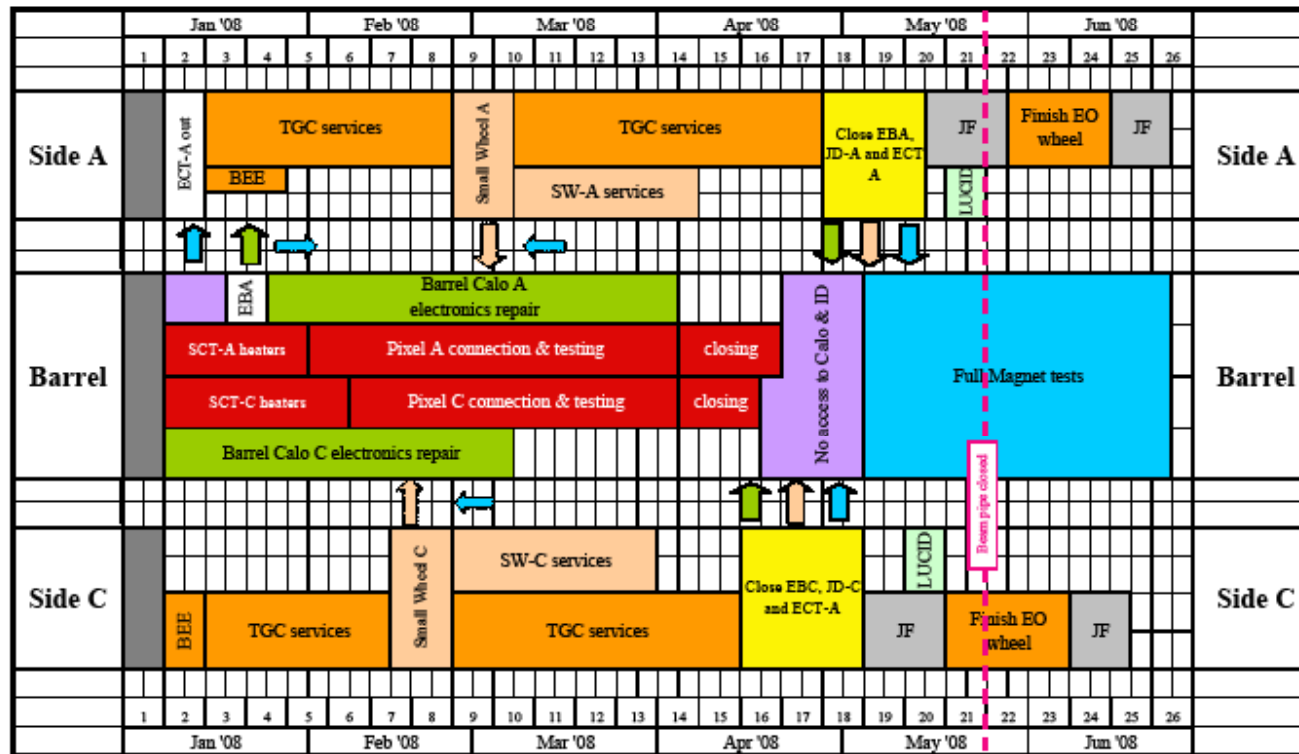 Jan '08 Feb '08 Mar '08 Apr '08 May '08 Jun '08
1 2 3 4 5 6 7 8 9 10 11 12 13 14 15 16 17 18 19 20 21 22 23 24 25 26
Side A
ECT-A out
TGC services
BEE
Small Wheel A
TGC services
SW-A services
Close EBA,
JD-A and ECT
A
JF
LUCID
Finish EO
wheel
JF
Side A
Barrel
EBA
Barrel Calo A
electronics repair
SCT-A heaters
Pixel A connection & testing
closing
SCT-C heaters
Pixel C connection & testing
closing
Barrel Calo C electronics repair
No access to Calo & ID
Full Magnet tests
Beam pipe closed
Barrel
Side C
BEE
TGC services
Small Wheel C
SW-C services
TGC services
Close EBC, JD-C
and ECT-A
JF
LUCID
Finish EO
wheel
JF
Side C
1 2 3 4 5 6 7 8 9 10 11 12 13 14 15 16 17 18 19 20 21 22 23 24 25 26
Jan '08 Feb '08 Mar '08 Apr '08 May '08 Jun '08